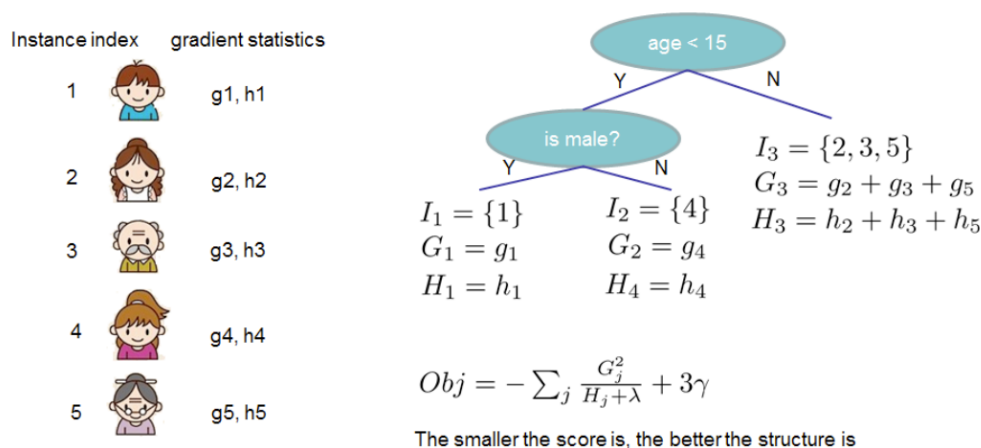 Instance index gradient statistics
1 g1, h1
2 g2, h2
3 g3, h3
4 g4, h4
5 g5, h5
age < 15
Y N
is male?
Y N
I₁ = {1}
G₁ = g₁
H₁ = h₁
I₂ = {4}
G₂ = g₄
H₄ = h₄
I₃ = {2, 3, 5}
G₃ = g₂ + g₃ + g₅
H₃ = h₂ + h₃ + h₅
Obj = − ∑ⱼ Gⱼ²/(Hⱼ+λ) + 3γ
The smaller the score is, the better the structure is